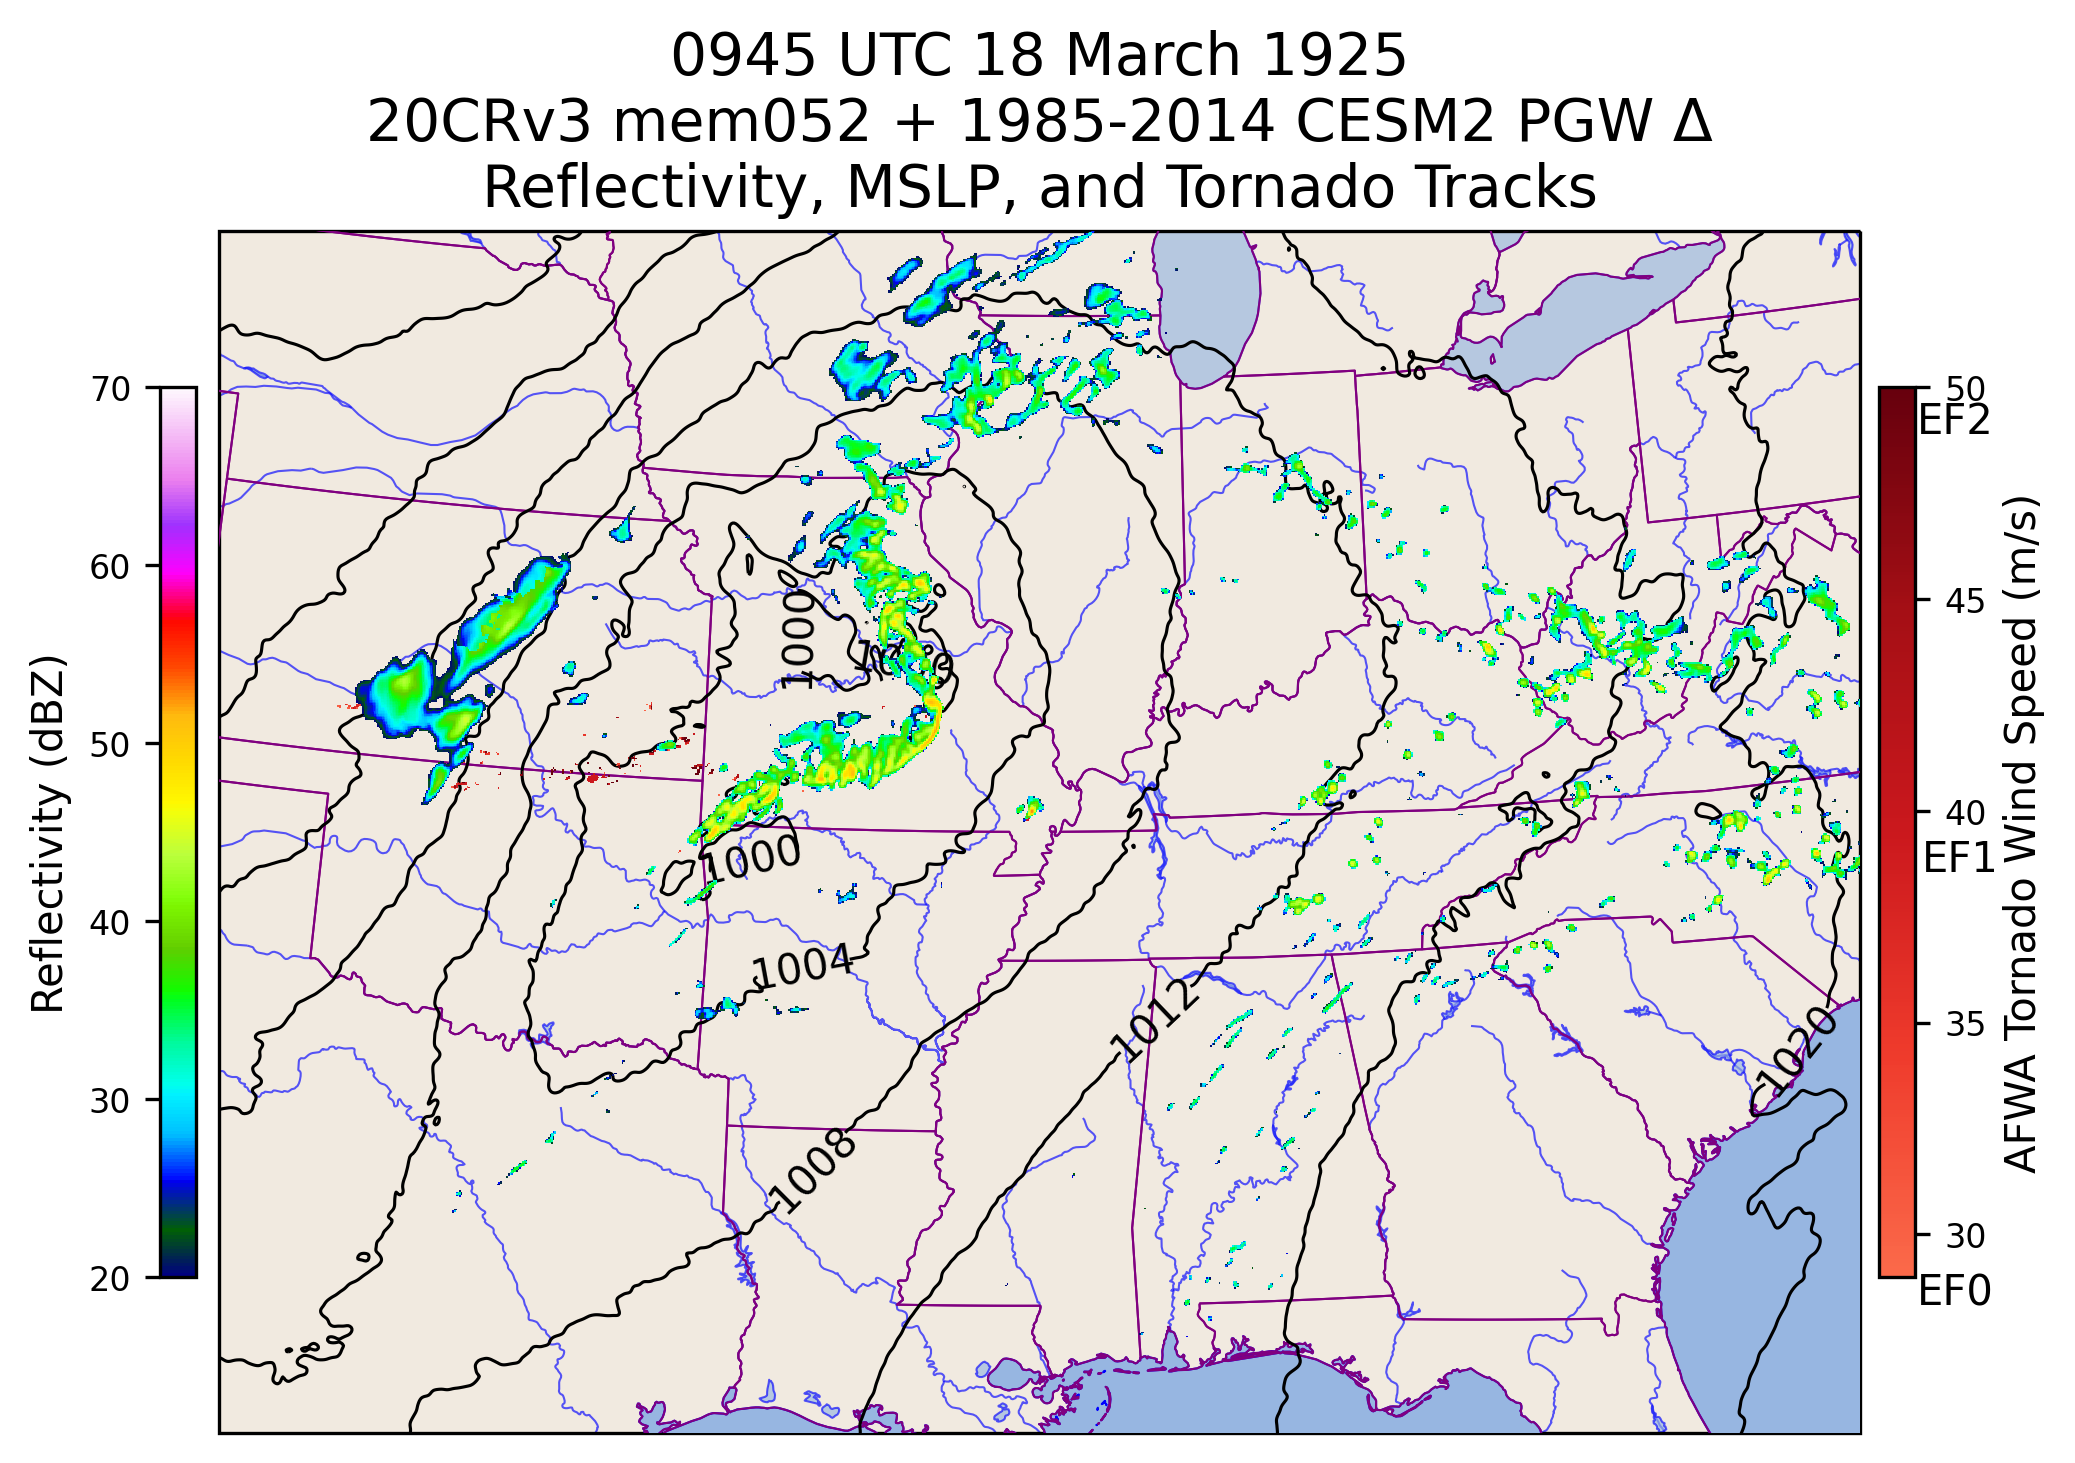 0945 UTC 18 March 1925
20CRv3 mem052 + 1985-2014 CESM2 PGW Δ
Reflectivity, MSLP, and Tornado Tracks
Reflectivity (dBZ)
70
60
50
40
30
20
1000
1000
1004
1012
1008
1020
50
EF2
45
40
EF1
35
30
EF0
AFWA Tornado Wind Speed (m/s)